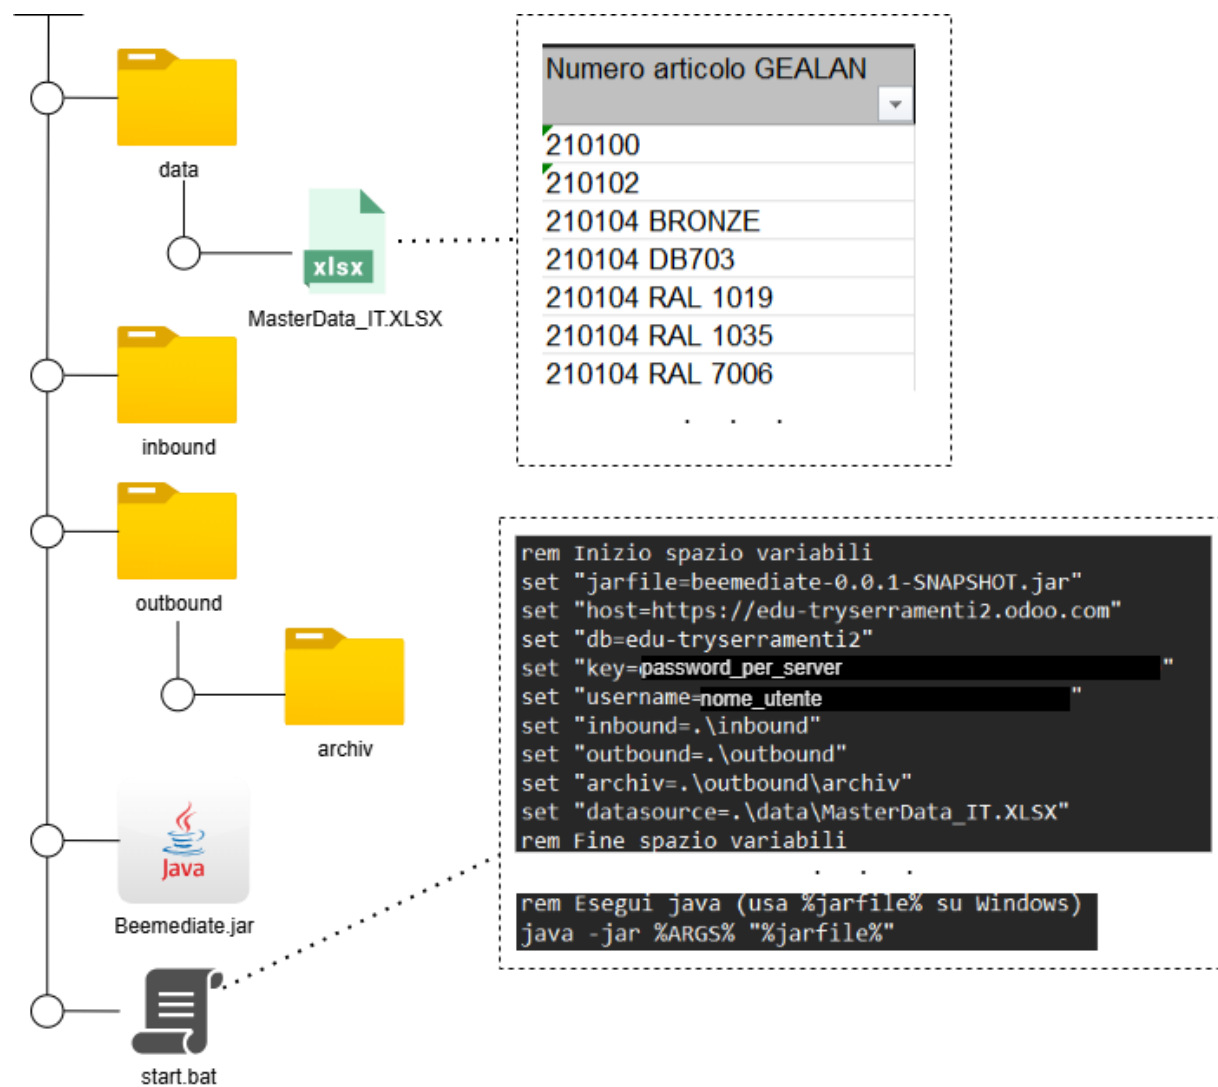 data
xlsx
MasterData_IT.XLSX
Numero articolo GEALAN
210100
210102
210104 BRONZE
210104 DB703
210104 RAL 1019
210104 RAL 1035
210104 RAL 7006
. . .
inbound
outbound
archiv
Java
Beemediate.jar
start.bat
rem Inizio spazio variabili
set "jarfile=beemediate-0.0.1-SNAPSHOT.jar"
set "host=https://edu-tryserramenti2.odoo.com"
set "db=edu-tryserramenti2"
set "key=password_per_server"
set "username=nome_utente"
set "inbound=.\inbound"
set "outbound=.\outbound"
set "archiv=.\outbound\archiv"
set "datasource=.\data\MasterData_IT.XLSX"
rem Fine spazio variabili
. . .
rem Esegui java (usa %jarfile% su Windows)
java -jar %ARGS% "%jarfile%"